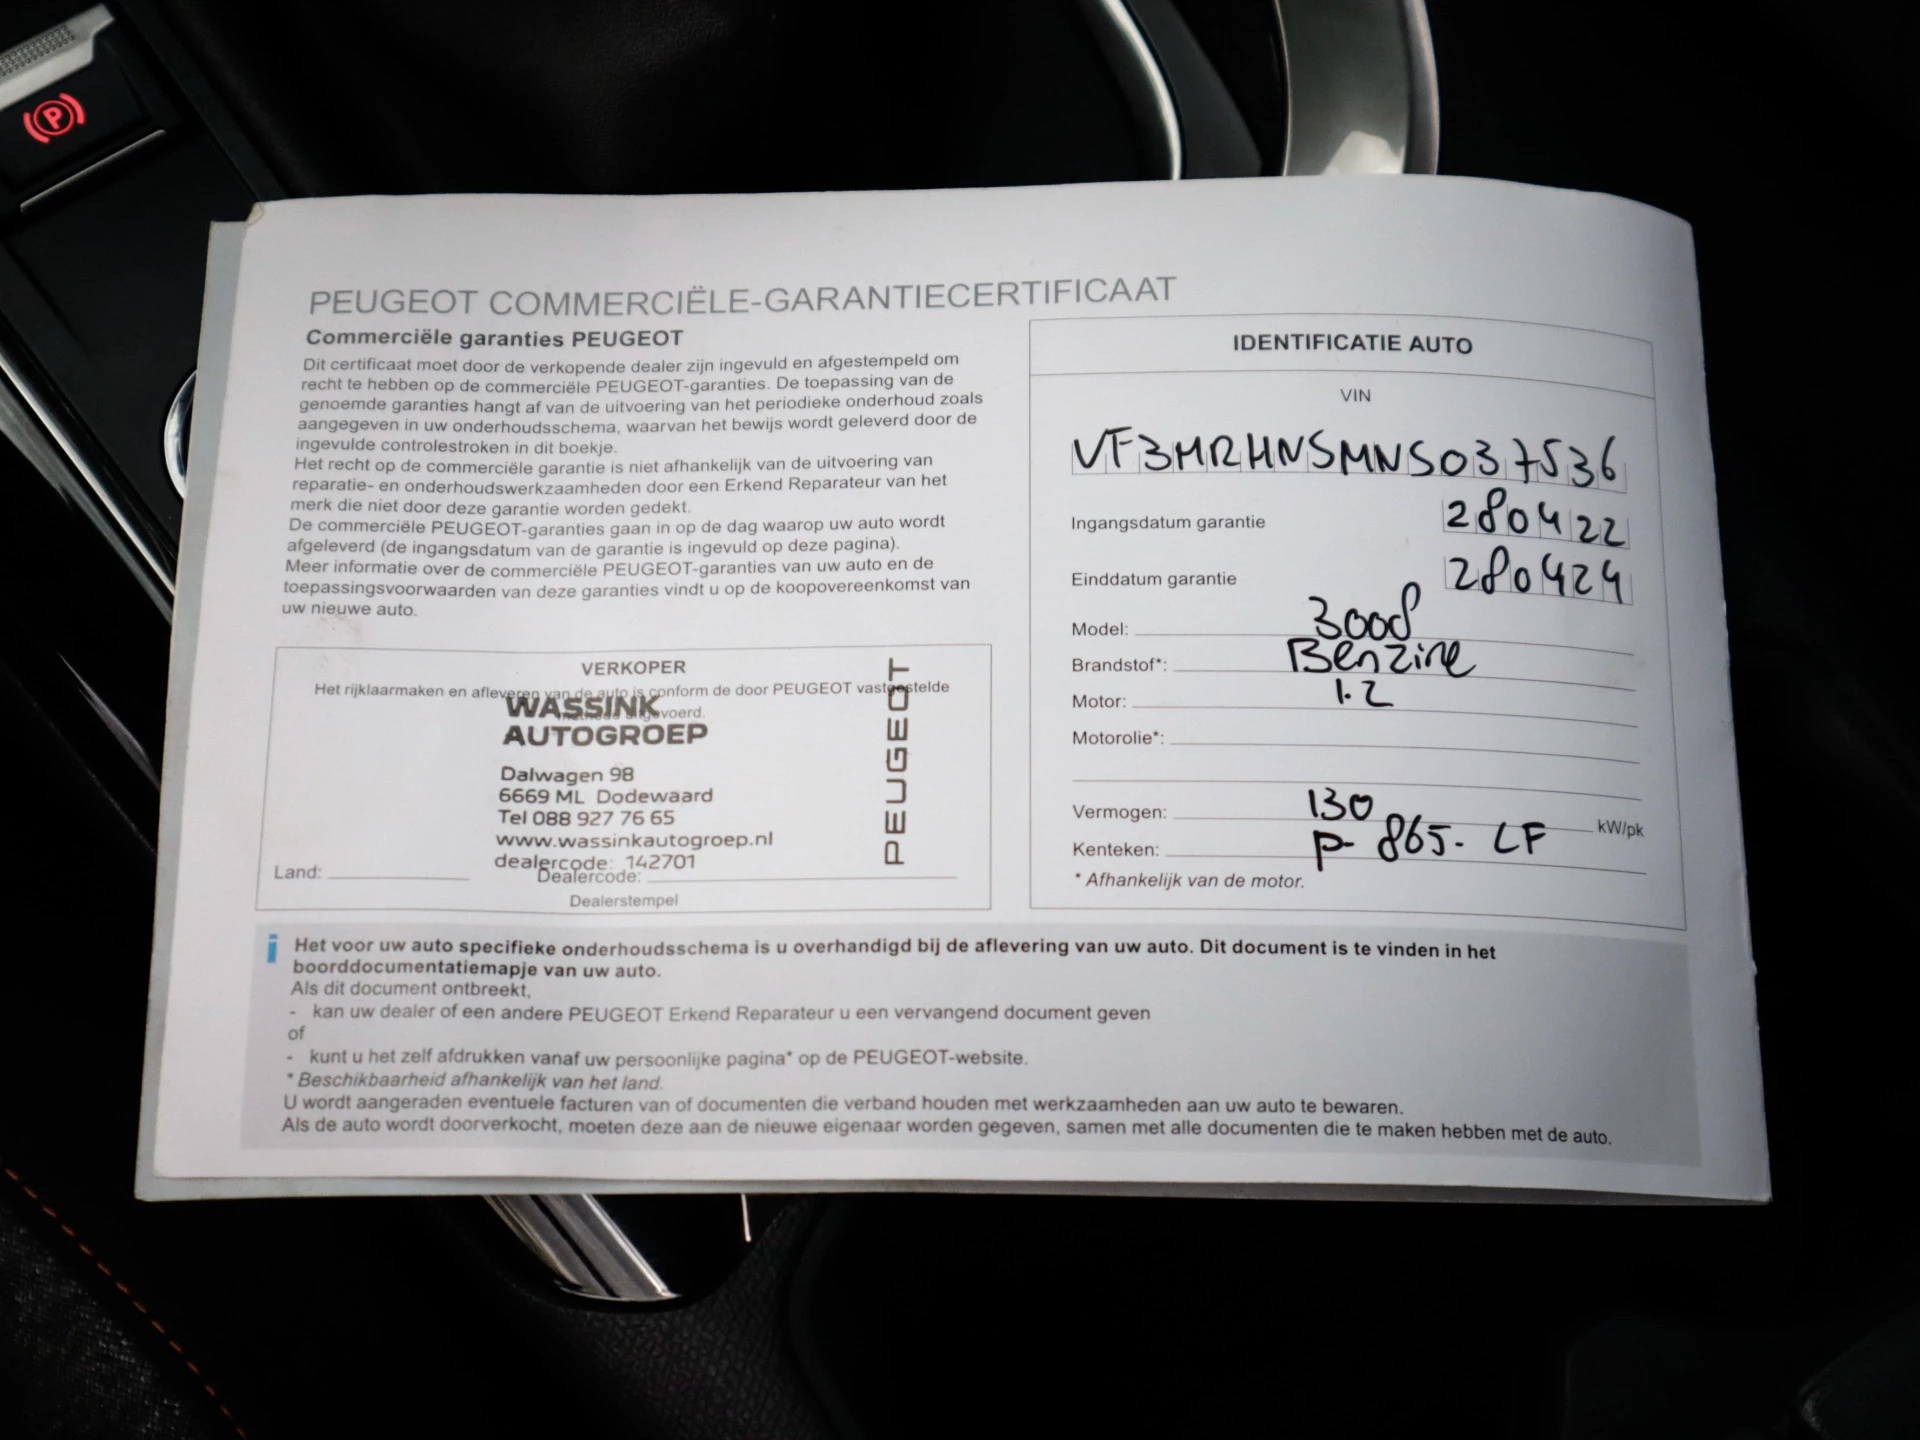 PEUGEOT COMMERCIËLE-GARANTIECERTIFICAAT
Commerciële garanties PEUGEOT
Dit certificaat moet door de verkopende dealer zijn ingevuld en afgestempeld om
recht te hebben op de commerciële PEUGEOT-garanties. De toepassing van de
genoemde garanties hangt af van de uitvoering van het periodieke onderhoud zoals
aangegeven in uw onderhoudsschema, waarvan het bewijs wordt geleverd door de
ingevulde controlestroken in dit boekje.
Het recht op de commerciële garantie is niet afhankelijk van de uitvoering van
reparatie- en onderhoudswerkzaamheden door een Erkend Reparateur van het
merk die niet door deze garantie worden gedekt.
De commerciële PEUGEOT-garanties gaan in op de dag waarop uw auto wordt
afgeleverd (de ingangsdatum van de garantie is ingevuld op deze pagina).
Meer informatie over de commerciële PEUGEOT-garanties van uw auto en de
toepassingsvoorwaarden van deze garanties vindt u op de koopovereenkomst van
uw nieuwe auto.
VERKOPER
Het rijklaarmaken en afleveren van de auto is conform de door PEUGEOT vastgestelde
WASSINK
AUTOGROEP
Dalwagen 98
6669 ML Dodewaard
Tel 088 927 76 65
www.wassinkautogroep.nl
dealercode: 142701
PEUGEOT
Land:
Dealercode:
Dealerstempel
IDENTIFICATIE AUTO
VIN
VF3MRHNSMNS037536
Ingangsdatum garantie 280422
Einddatum garantie 280424
Model: 3008
Brandstof*: Benzine
Motor: 1.2
Motorolie*:
Vermogen: 130 kW/pk
Kenteken: P-865-LF
* Afhankelijk van de motor.
i Het voor uw auto specifieke onderhoudsschema is u overhandigd bij de aflevering van uw auto. Dit document is te vinden in het
boorddocumentatiemapje van uw auto.
Als dit document ontbreekt,
- kan uw dealer of een andere PEUGEOT Erkend Reparateur u een vervangend document geven
of
- kunt u het zelf afdrukken vanaf uw persoonlijke pagina* op de PEUGEOT-website.
* Beschikbaarheid afhankelijk van het land.
U wordt aangeraden eventuele facturen van of documenten die verband houden met werkzaamheden aan uw auto te bewaren.
Als de auto wordt doorverkocht, moeten deze aan de nieuwe eigenaar worden gegeven, samen met alle documenten die te maken hebben met de auto.
P